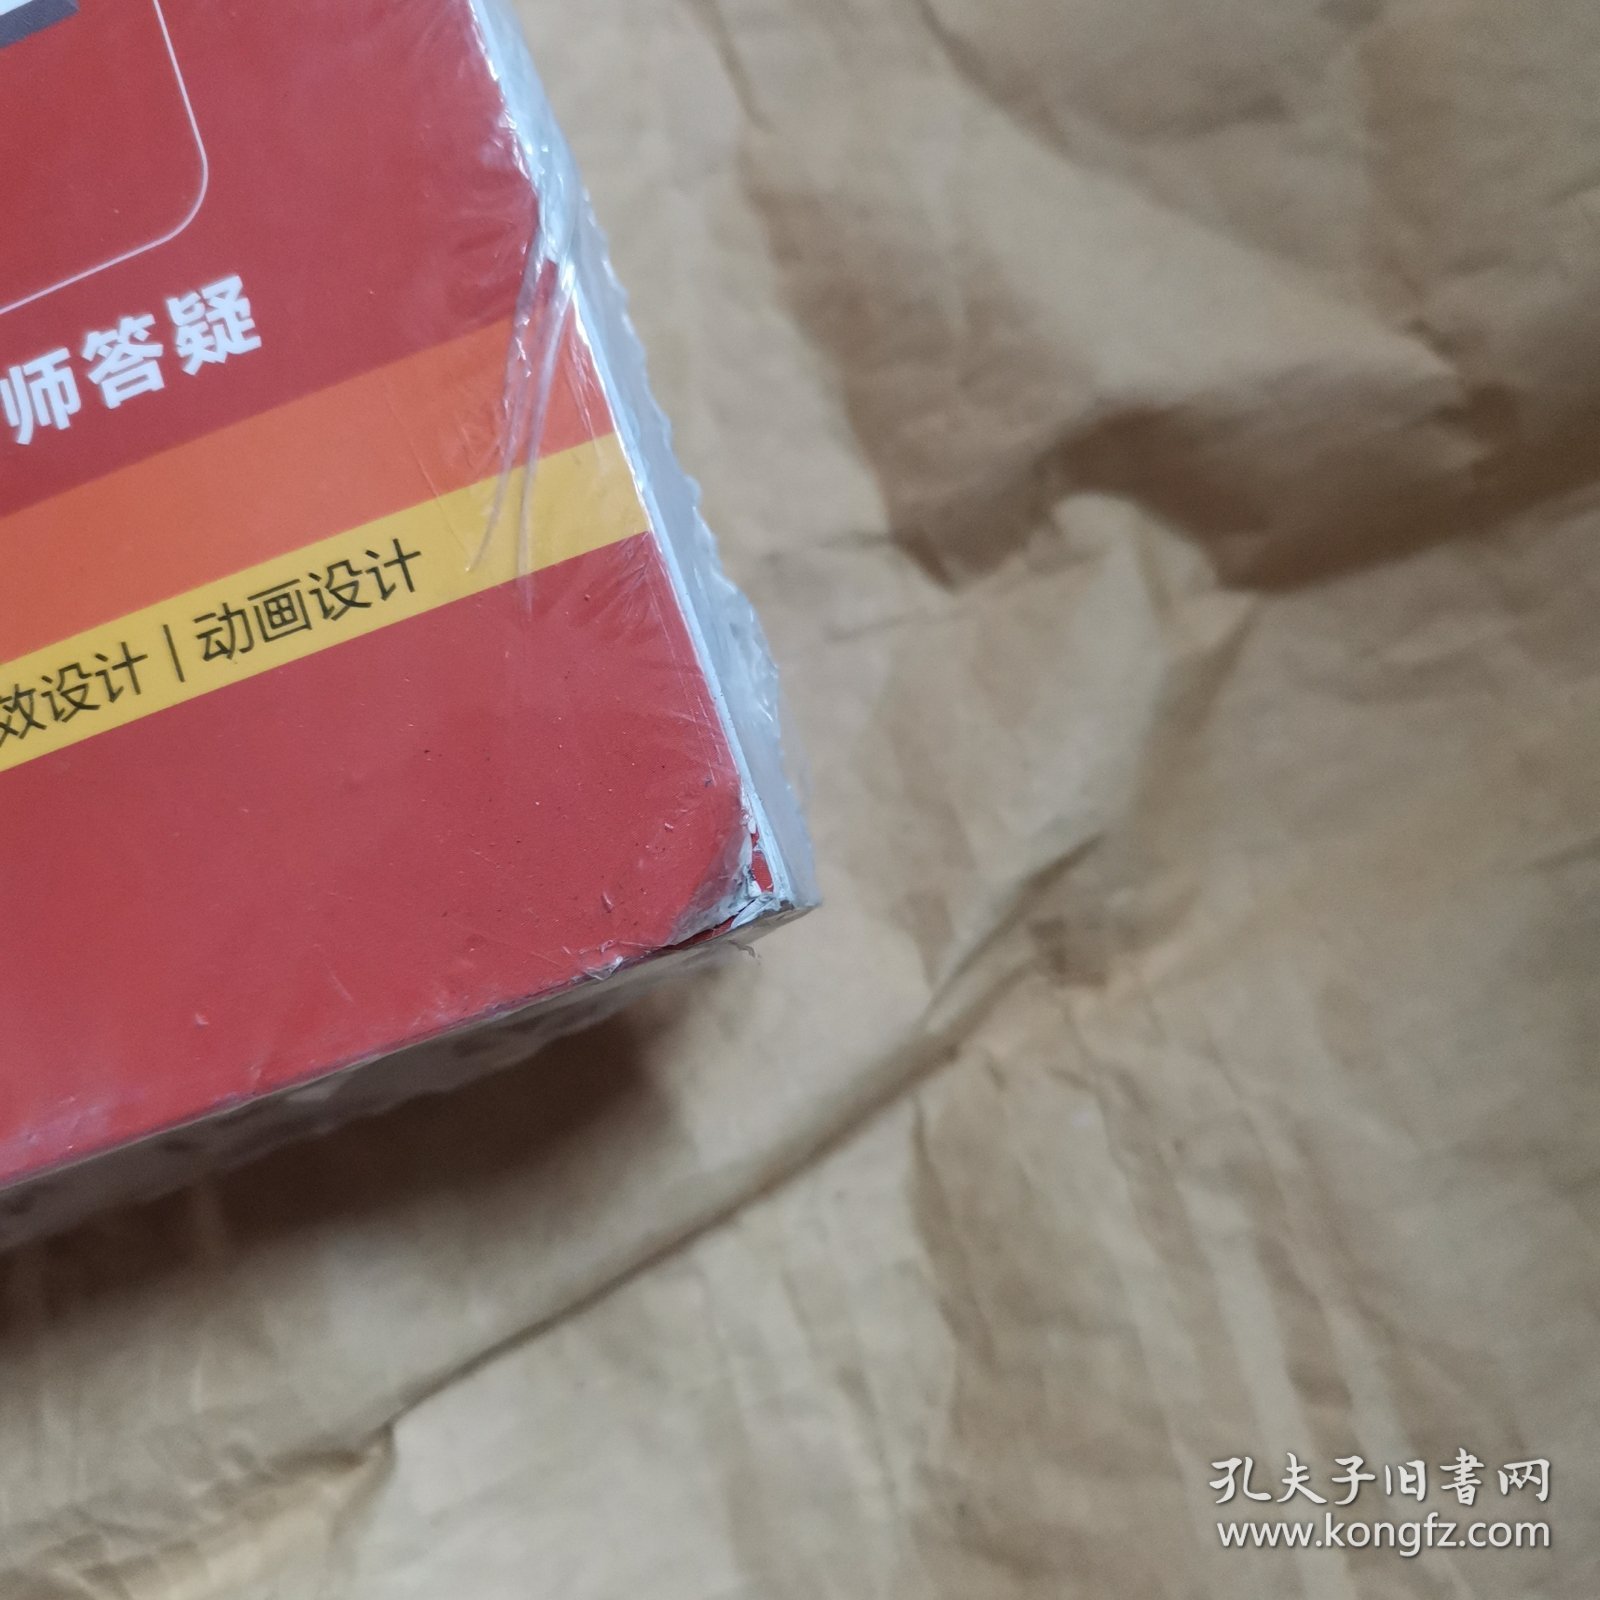 师答疑
效设计 | 动画设计
孔夫子旧书网
www.kongfz.com